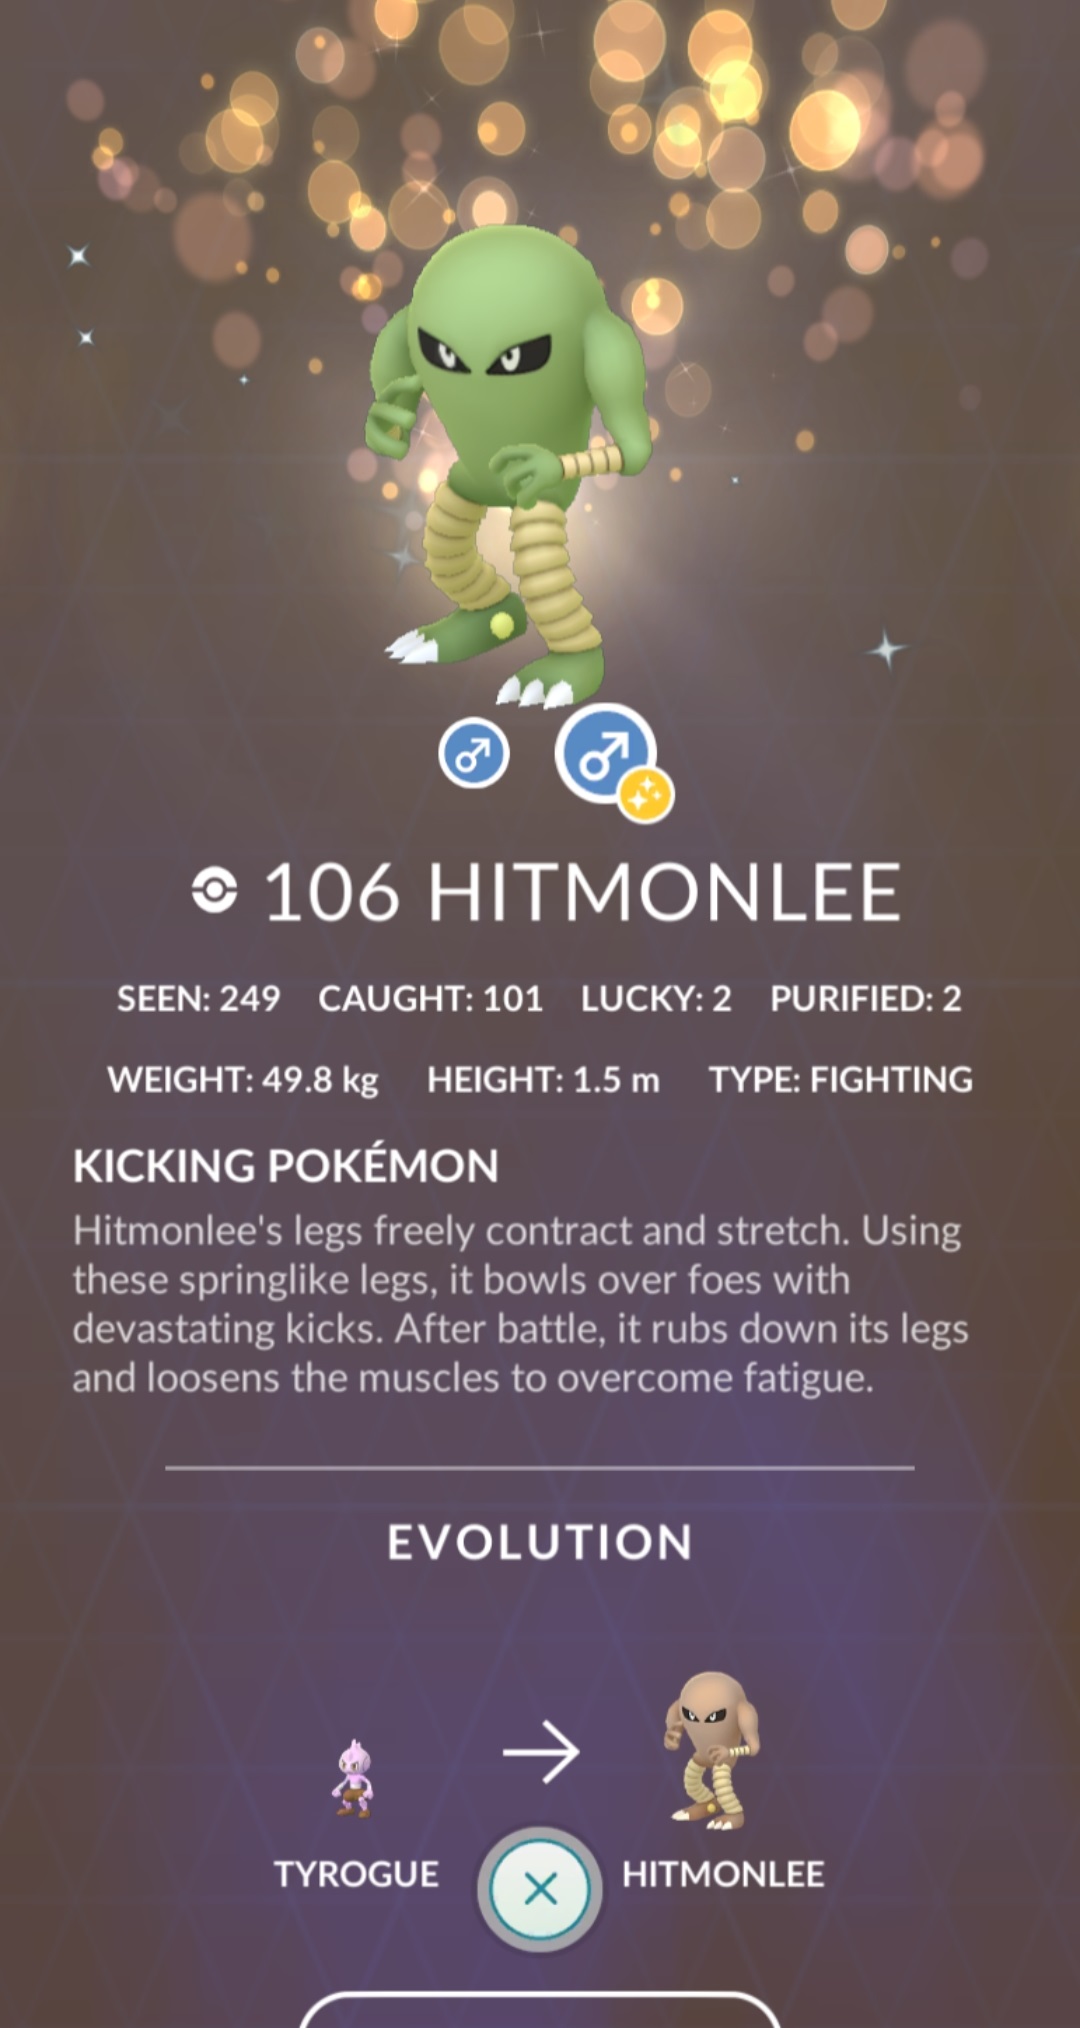 106 HITMONLEE
SEEN: 249 CAUGHT: 101 LUCKY: 2 PURIFIED: 2
WEIGHT: 49.8 kg HEIGHT: 1.5 m TYPE: FIGHTING
KICKING POKÉMON
Hitmonlee's legs freely contract and stretch. Using
these springlike legs, it bowls over foes with
devastating kicks. After battle, it rubs down its legs
and loosens the muscles to overcome fatigue.
EVOLUTION
TYROGUE HITMONLEE